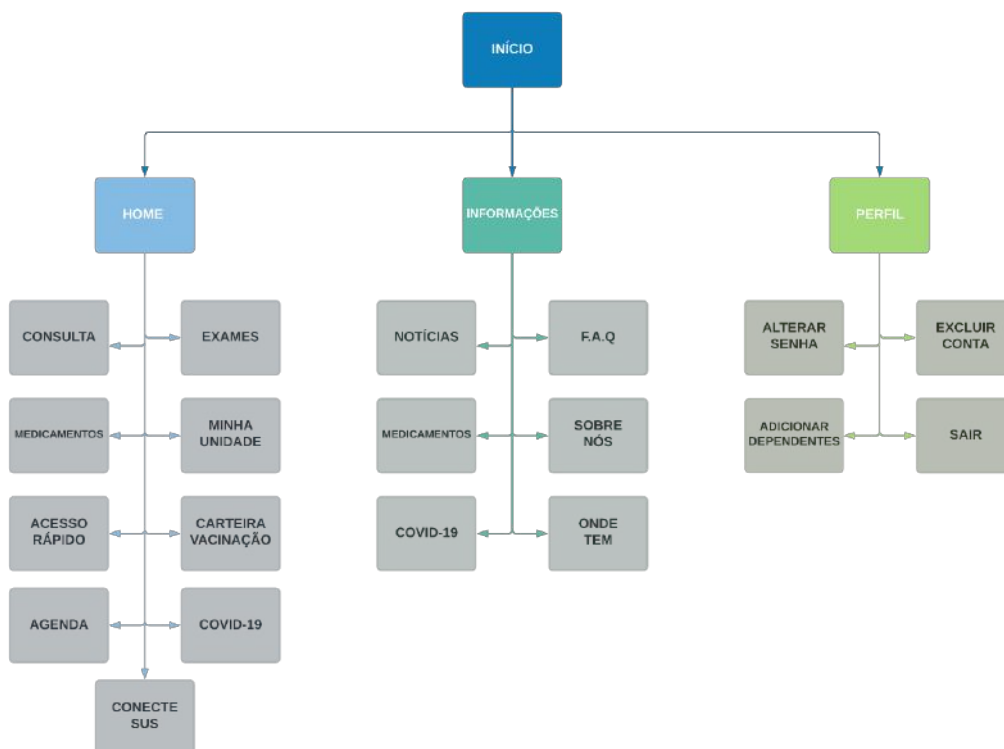 INÍCIO
HOME
INFORMAÇÕES
PERFIL
CONSULTA
EXAMES
MEDICAMENTOS
MINHA
UNIDADE
ACESSO
RÁPIDO
CARTEIRA
VACINAÇÃO
AGENDA
COVID-19
CONECTE
SUS
NOTÍCIAS
F.A.Q
MEDICAMENTOS
SOBRE
NÓS
COVID-19
ONDE
TEM
ALTERAR
SENHA
EXCLUIR
CONTA
ADICIONAR
DEPENDENTES
SAIR